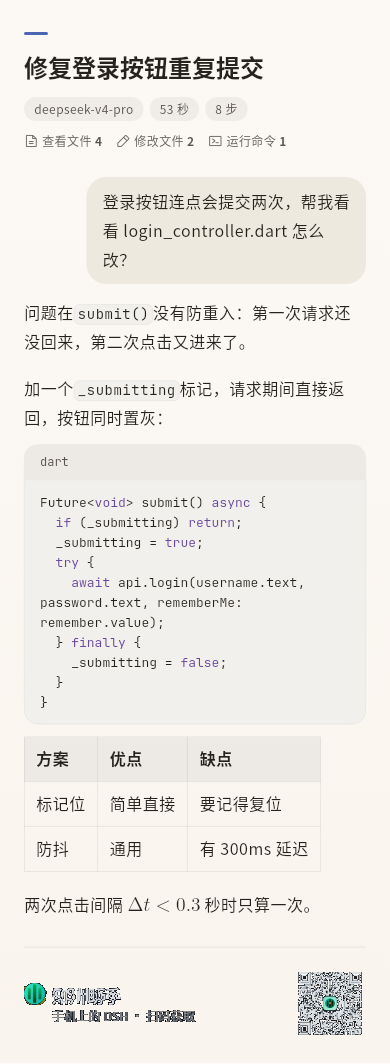 修复登录按钮重复提交
deepseek-v4-pro 53 秒 8 步
查看文件 4 修改文件 2 运行命令 1
登录按钮连点会提交两次，帮我看
看 login_controller.dart 怎么
改？
问题在 submit() 没有防重入：第一次请求还
没回来，第二次点击又进来了。
加一个 _submitting 标记，请求期间直接返
回，按钮同时置灰：
dart
Future<void> submit() async {
  if (_submitting) return;
  _submitting = true;
  try {
    await api.login(username.text,
password.text, rememberMe:
remember.value);
  } finally {
    _submitting = false;
  }
}
方案 优点 缺点
标记位 简单直接 要记得复位
防抖 通用 有 300ms 延迟
两次点击间隔 Δt < 0.3 秒时只算一次。